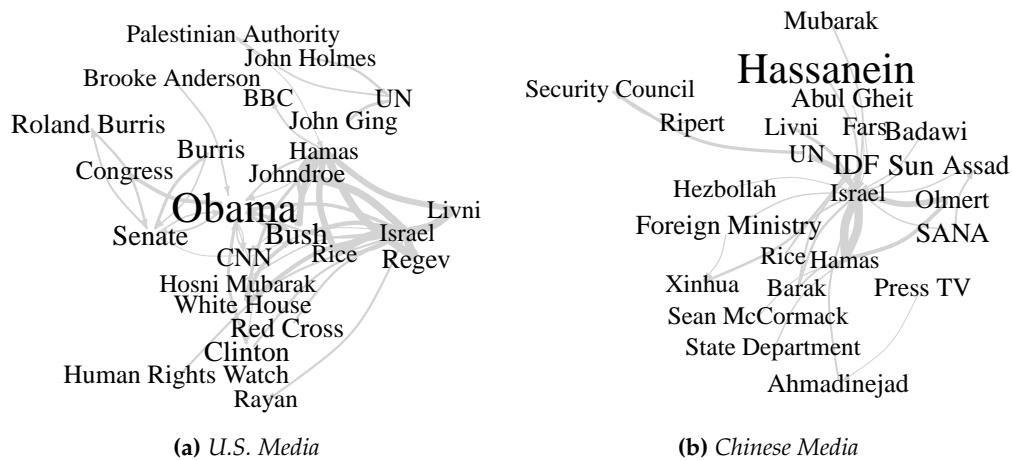 Palestinian Authority
John Holmes
Brooke Anderson
BBC
UN
Roland Burris
John Ging
Burris
Hamas
Congress
Johndroe
Obama
Livni
Senate
Bush
Israel
CNN
Rice
Regev
Hosni Mubarak
White House
Red Cross
Clinton
Human Rights Watch
Rayan
(a) U.S. Media
Mubarak
Hassanein
Security Council
Abul Gheit
Ripert
Livni
Fars
Badawi
UN
IDF
Sun
Assad
Hezbollah
Israel
Olmert
Foreign Ministry
SANA
Rice
Hamas
Xinhua
Barak
Press TV
Sean McCormack
State Department
Ahmadinejad
(b) Chinese Media